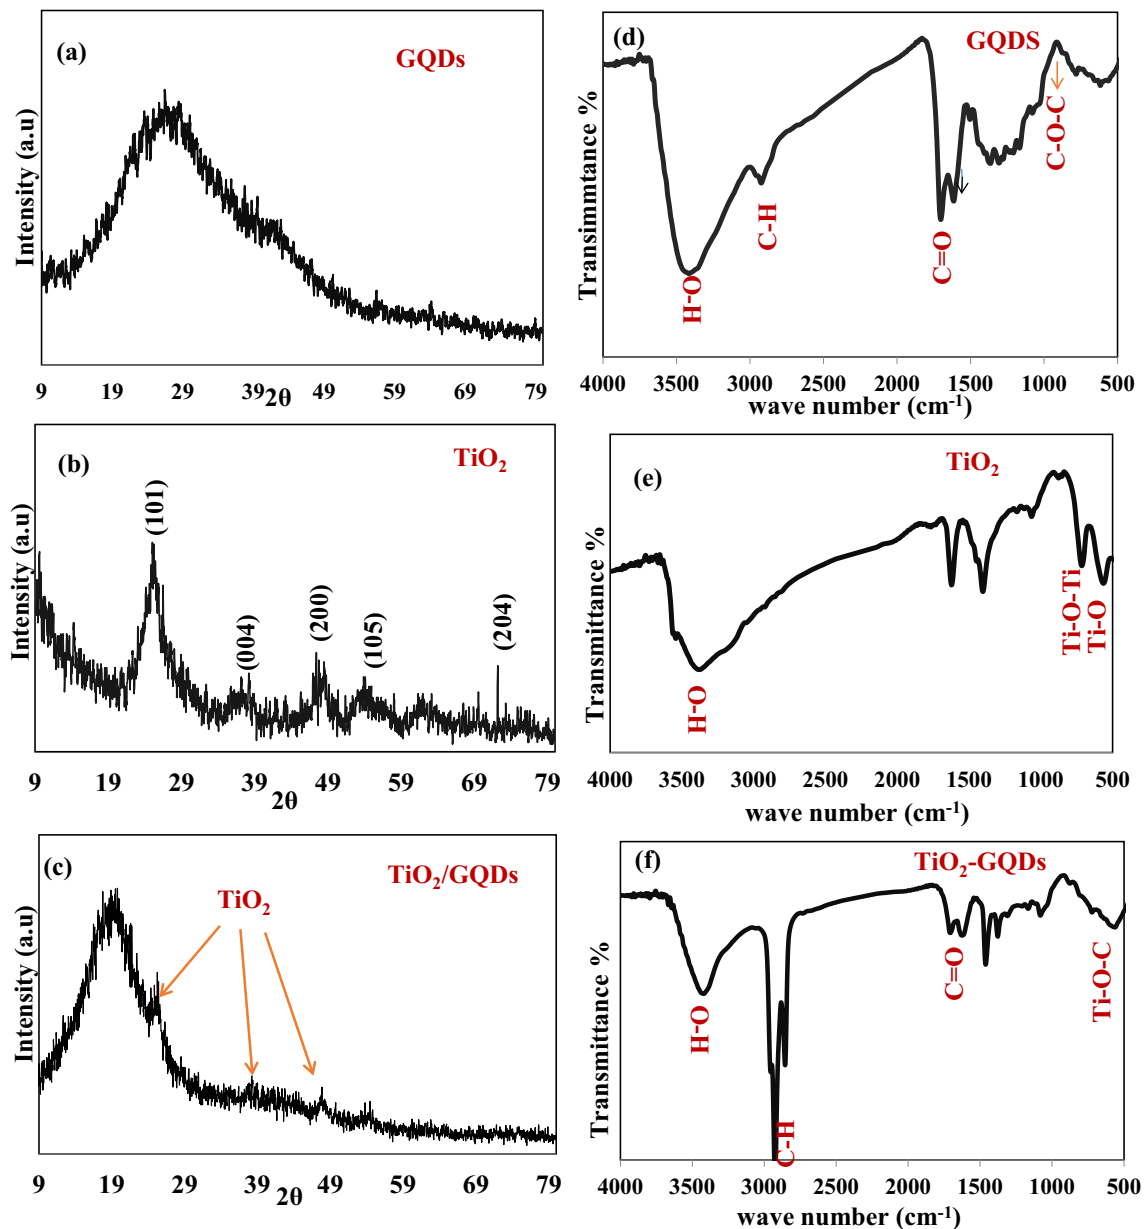 (a)
GQDs
Intensity (a.u)
9 19 29 39 49 59 69 79
2θ
(d)
GQDS
Transimmtance %
H-O
C-H
C=O
C-O-C
4000 3500 3000 2500 2000 1500 1000 500
wave number (cm⁻¹)
(b)
TiO₂
Intensity (a.u)
(101)
(004)
(200)
(105)
(204)
9 19 29 39 49 59 69 79
2θ
(e)
TiO₂
Transmittance %
H-O
Ti-O-Ti
Ti-O
4000 3500 3000 2500 2000 1500 1000 500
wave number (cm⁻¹)
(c)
TiO₂/GQDs
TiO₂
Intensity (a.u)
9 19 29 39 49 59 69 79
2θ
(f)
TiO₂-GQDs
Transmittance %
H-O
C-H
C=O
Ti-O-C
4000 3500 3000 2500 2000 1500 1000 500
wave number (cm⁻¹)